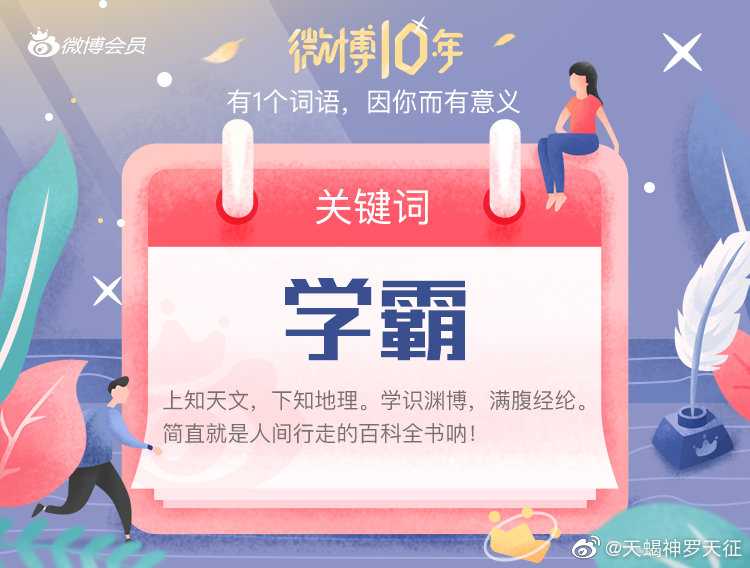 微博会员
微博10年
有1个词语，因你而有意义
关键词
学霸
上知天文，下知地理。学识渊博，满腹经纶。
简直就是人间行走的百科全书呐！
@天蝎神罗天征